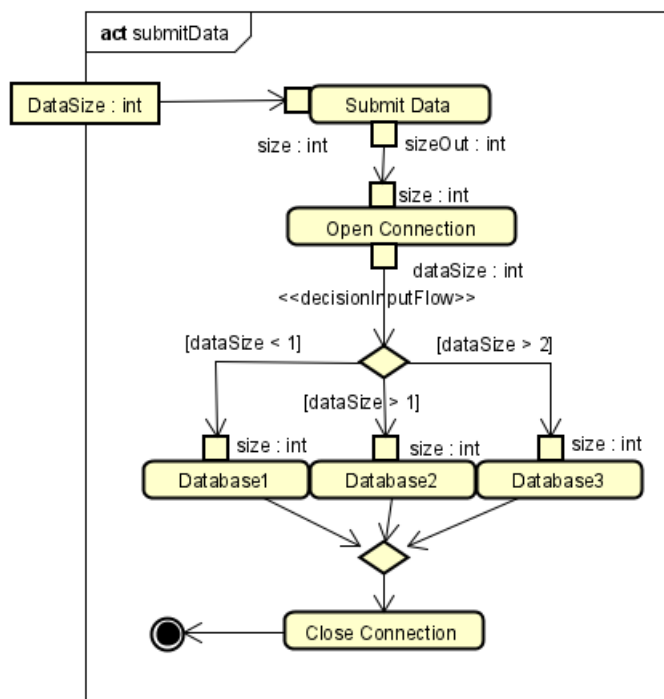 act submitData
DataSize : int
Submit Data
size : int
sizeOut : int
size : int
Open Connection
dataSize : int
<<decisionInputFlow>>
[dataSize < 1]
[dataSize > 2]
[dataSize > 1]
size : int
size : int
size : int
Database1
Database2
Database3
Close Connection